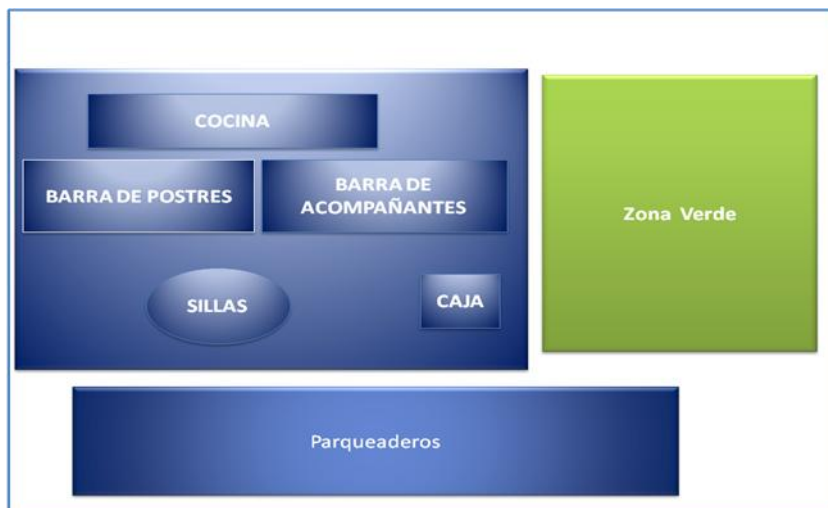 COCINA
BARRA DE POSTRES
BARRA DE
ACOMPAÑANTES
Zona Verde
SILLAS
CAJA
Parqueaderos